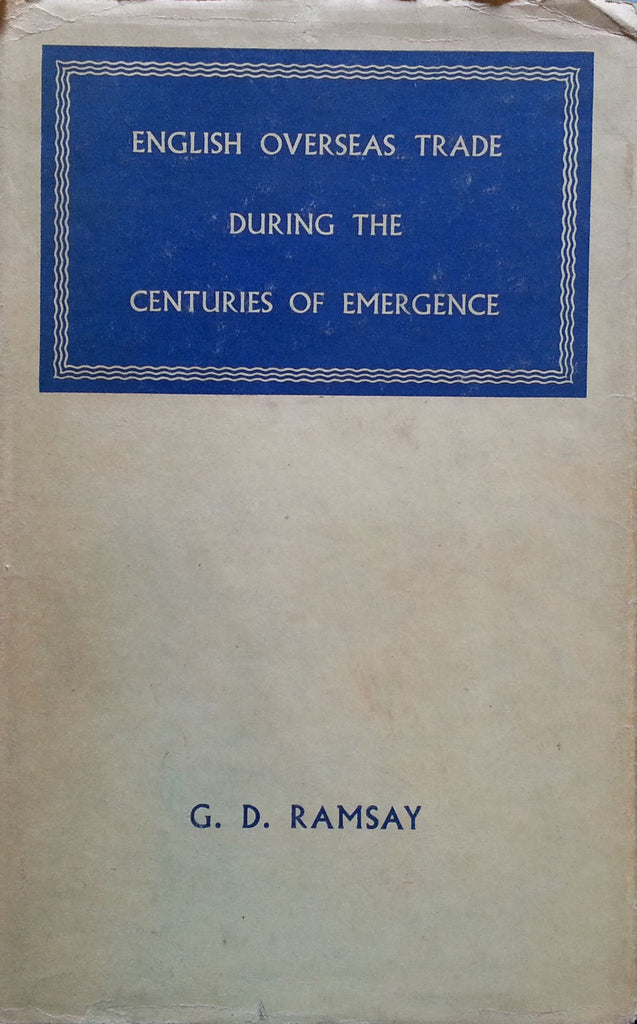 ENGLISH OVERSEAS TRADE
DURING THE
CENTURIES OF EMERGENCE
G. D. RAMSAY